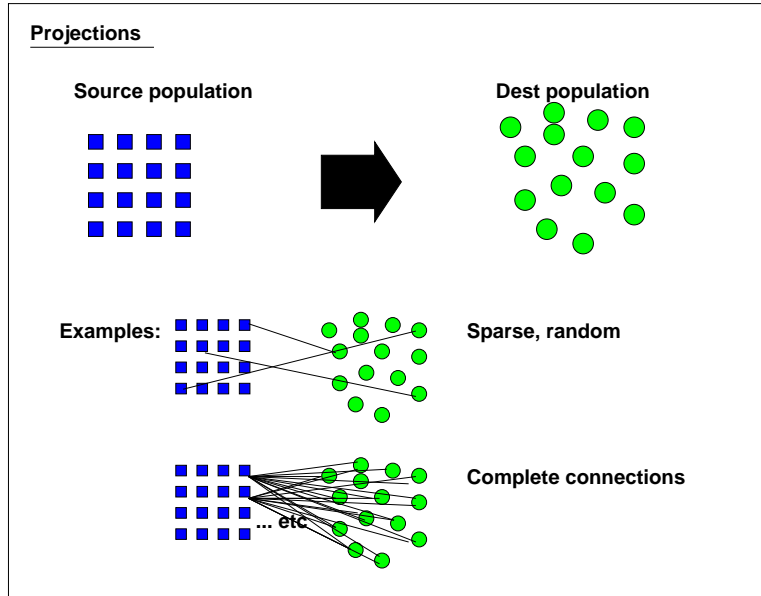 Projections
Source population
Dest population
Examples:
Sparse, random
Complete connections
... etc